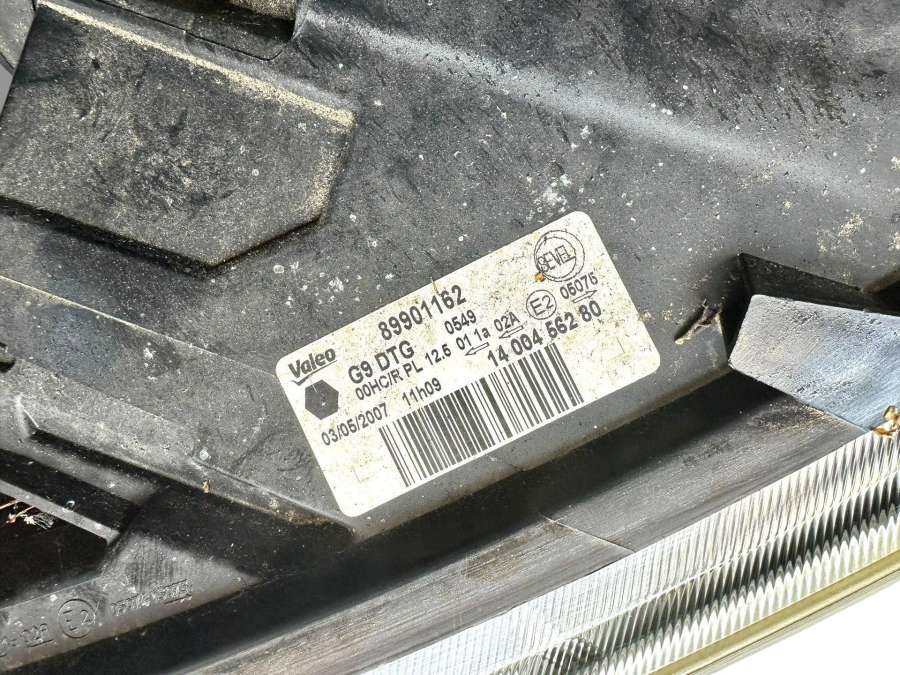 SEVEL
89901162
Valeo
G9 DTG 0549 E2 05075
00HC/R PL 12.5 01 1a 02A
14 004 562 80
03/05/2007 11h09
E2